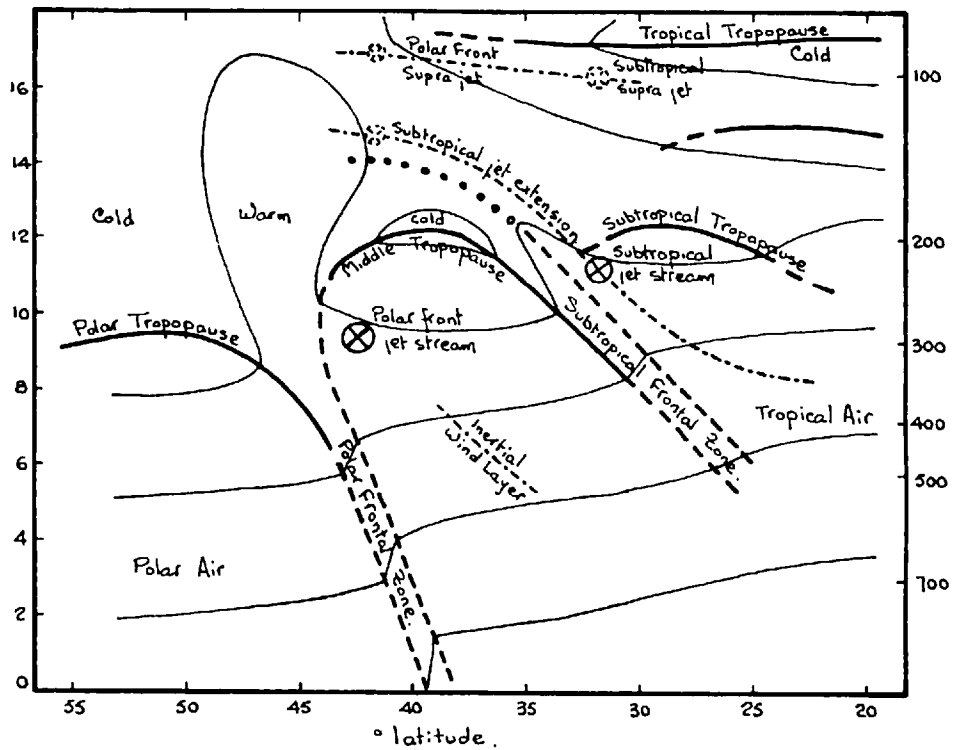 Tropical Tropopause
Cold
Polar Front
Supra jet
Subtropical
Supra jet
Subtropical jet extension
Cold
Warm
Cold
Middle Tropopause
Subtropical Tropopause
Subtropical
jet stream
Polar front
jet stream
Polar Tropopause
Subtropical Frontal Zone.
Tropical Air
Inertial
Wind Layer
Polar Frontal Zone.
Polar Air
16
14
12
10
8
6
4
2
0
100
200
300
400
500
700
55
50
45
40
35
30
25
20
° latitude.